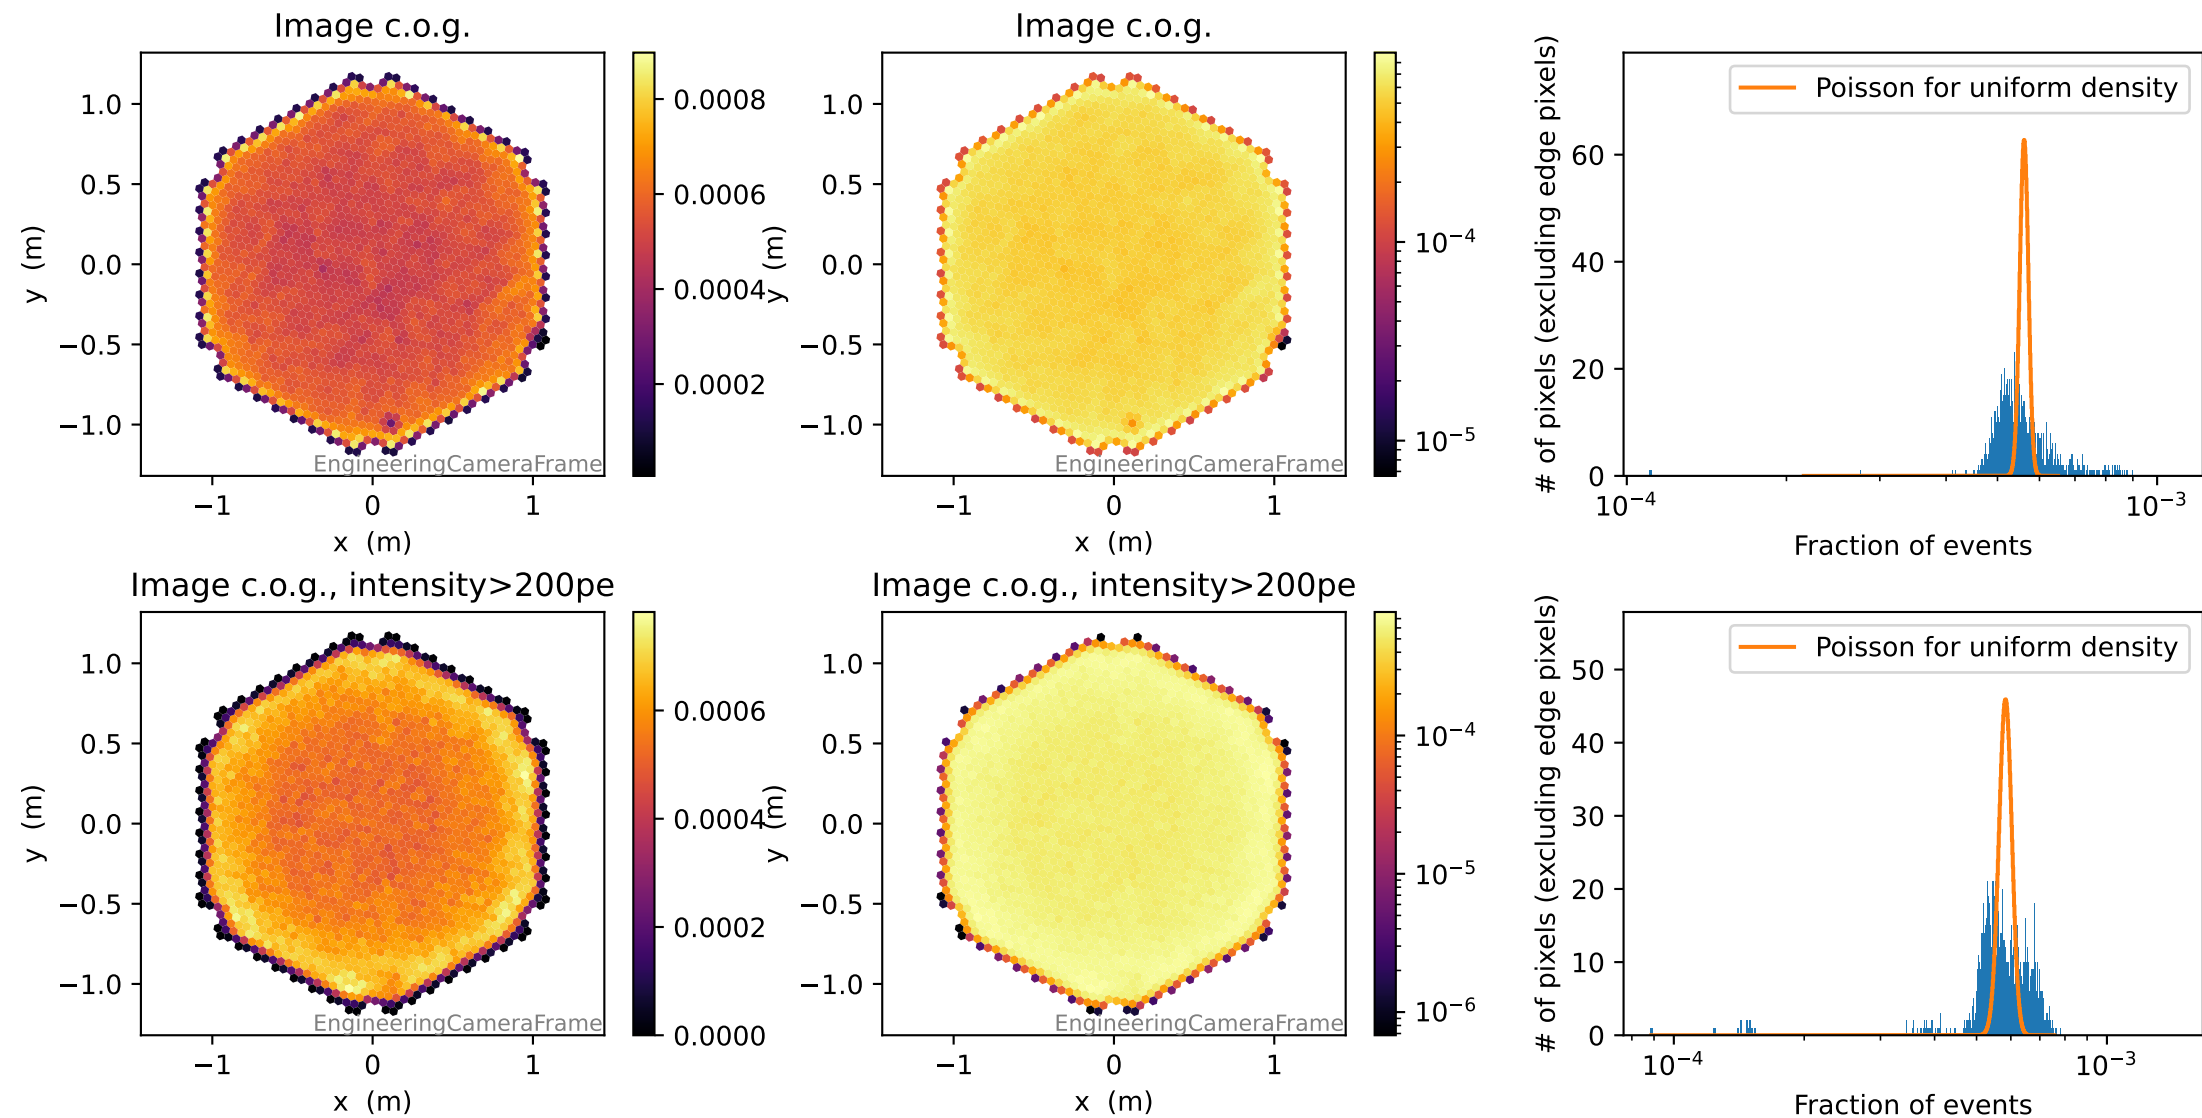 Image c.o.g.
1.0
0.5
0.0
−0.5
−1.0
y (m)
−1
0
1
x (m)
EngineeringCameraFrame
0.0008
0.0006
0.0004
0.0002
Image c.o.g.
1.0
0.5
0.0
−0.5
−1.0
y (m)
−1
0
1
x (m)
EngineeringCameraFrame
10⁻⁴
10⁻⁵
# of pixels (excluding edge pixels)
60
40
20
0
Poisson for uniform density
10⁻⁴
10⁻³
Fraction of events
Image c.o.g., intensity>200pe
1.0
0.5
0.0
−0.5
−1.0
y (m)
−1
0
1
x (m)
EngineeringCameraFrame
0.0006
0.0004
0.0002
0.0000
Image c.o.g., intensity>200pe
1.0
0.5
0.0
−0.5
−1.0
y (m)
−1
0
1
x (m)
EngineeringCameraFrame
10⁻⁴
10⁻⁵
10⁻⁶
# of pixels (excluding edge pixels)
50
40
30
20
10
0
Poisson for uniform density
10⁻⁴
10⁻³
Fraction of events